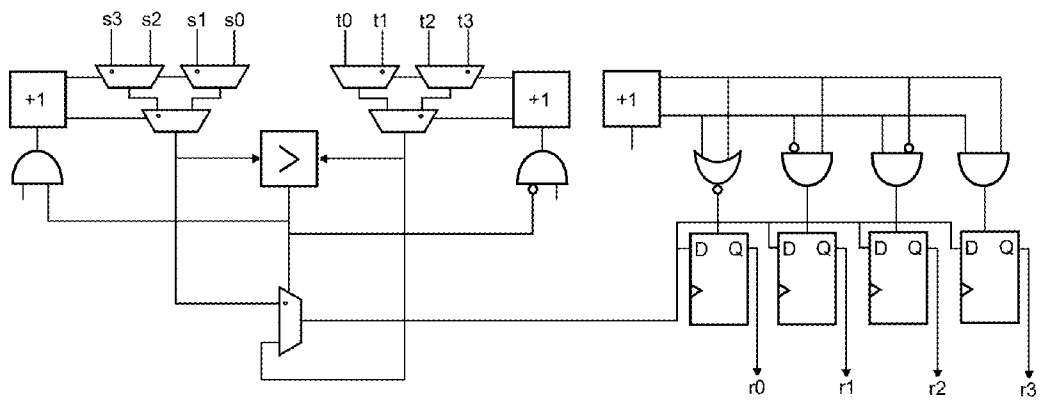 s3 s2 s1 s0 t0 t1 t2 t3
+1 +1 +1
>
D Q D Q D Q D Q
r0 r1 r2 r3